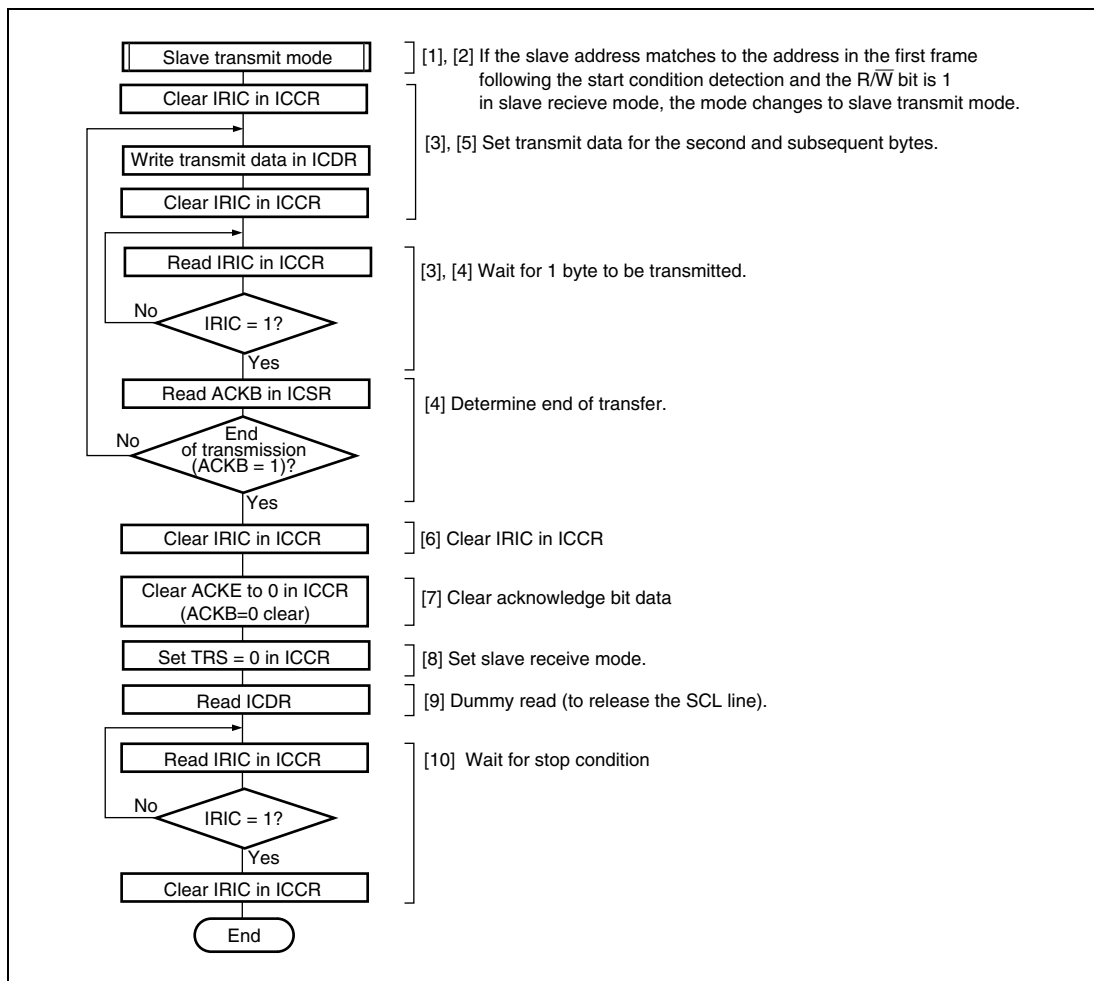 Slave transmit mode
[1], [2] If the slave address matches to the address in the first frame
following the start condition detection and the R/W̅ bit is 1
in slave recieve mode, the mode changes to slave transmit mode.
Clear IRIC in ICCR
[3], [5] Set transmit data for the second and subsequent bytes.
Write transmit data in ICDR
Clear IRIC in ICCR
Read IRIC in ICCR
[3], [4] Wait for 1 byte to be transmitted.
No
IRIC = 1?
Yes
Read ACKB in ICSR
[4] Determine end of transfer.
No
End
of transmission
(ACKB = 1)?
Yes
Clear IRIC in ICCR
[6] Clear IRIC in ICCR
Clear ACKE to 0 in ICCR
(ACKB=0 clear)
[7] Clear acknowledge bit data
Set TRS = 0 in ICCR
[8] Set slave receive mode.
Read ICDR
[9] Dummy read (to release the SCL line).
Read IRIC in ICCR
[10] Wait for stop condition
No
IRIC = 1?
Yes
Clear IRIC in ICCR
End